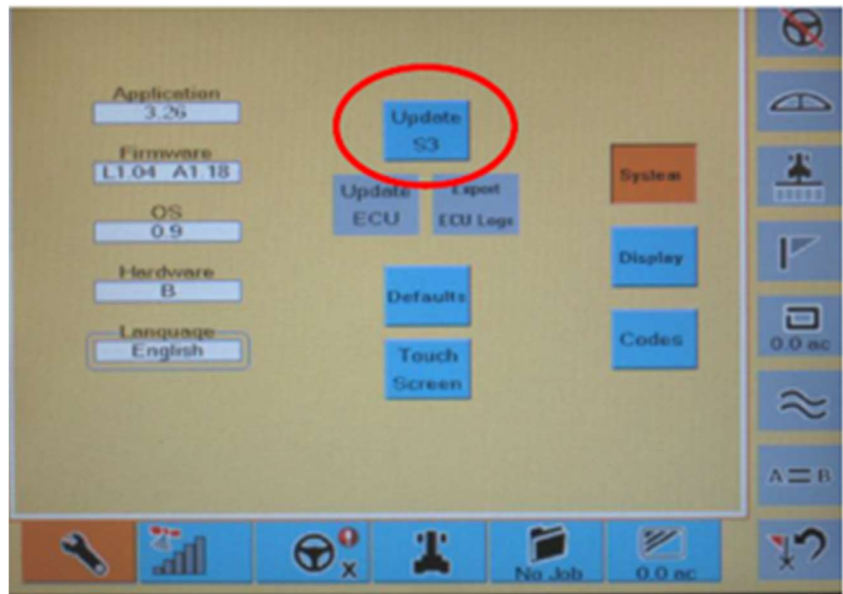 Application
3.26
Firmware
L1.04 A1.18
OS
0.9
Hardware
B
Language
English
Update
S3
Update
ECU
Export
ECU Logs
Defaults
Touch
Screen
System
Display
Codes
0.0 ac
A B
X
No Job
0.0 ac